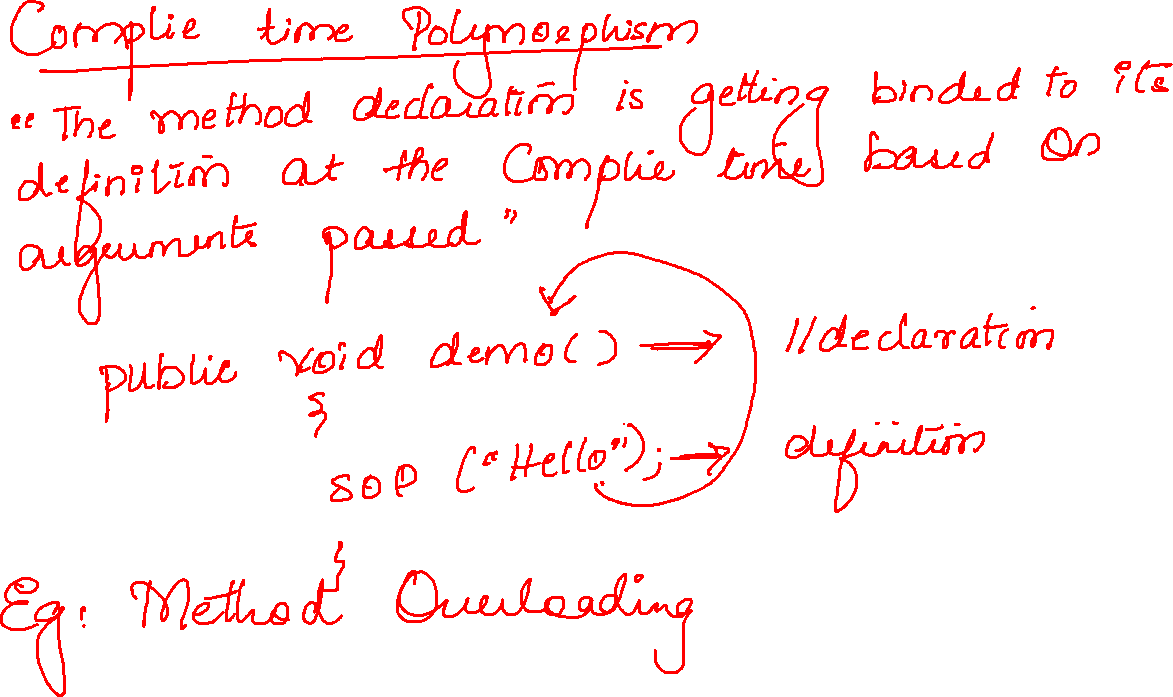 Complie time Polymorphism
"The method declaration is getting binded to its
definition at the Complie time based on
arguments passed"
public void demo() → //declaration
{
SOP ("Hello"); → definition
}
Eg: Method Overloading